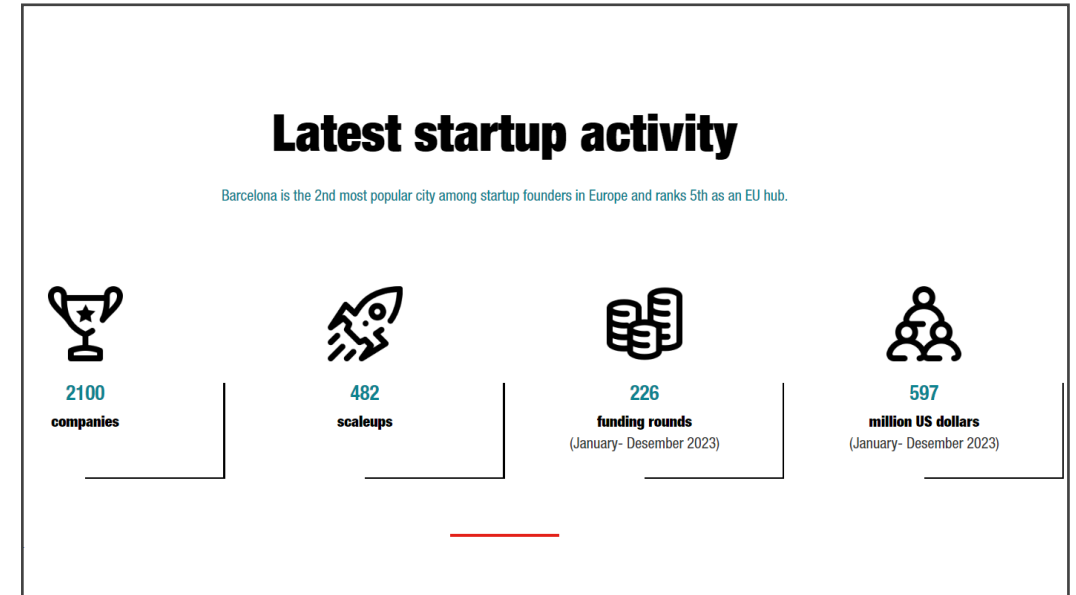 Latest startup activity
Barcelona is the 2nd most popular city among startup founders in Europe and ranks 5th as an EU hub.
2100
companies
482
scaleups
226
funding rounds
(January- Desember 2023)
597
million US dollars
(January- Desember 2023)